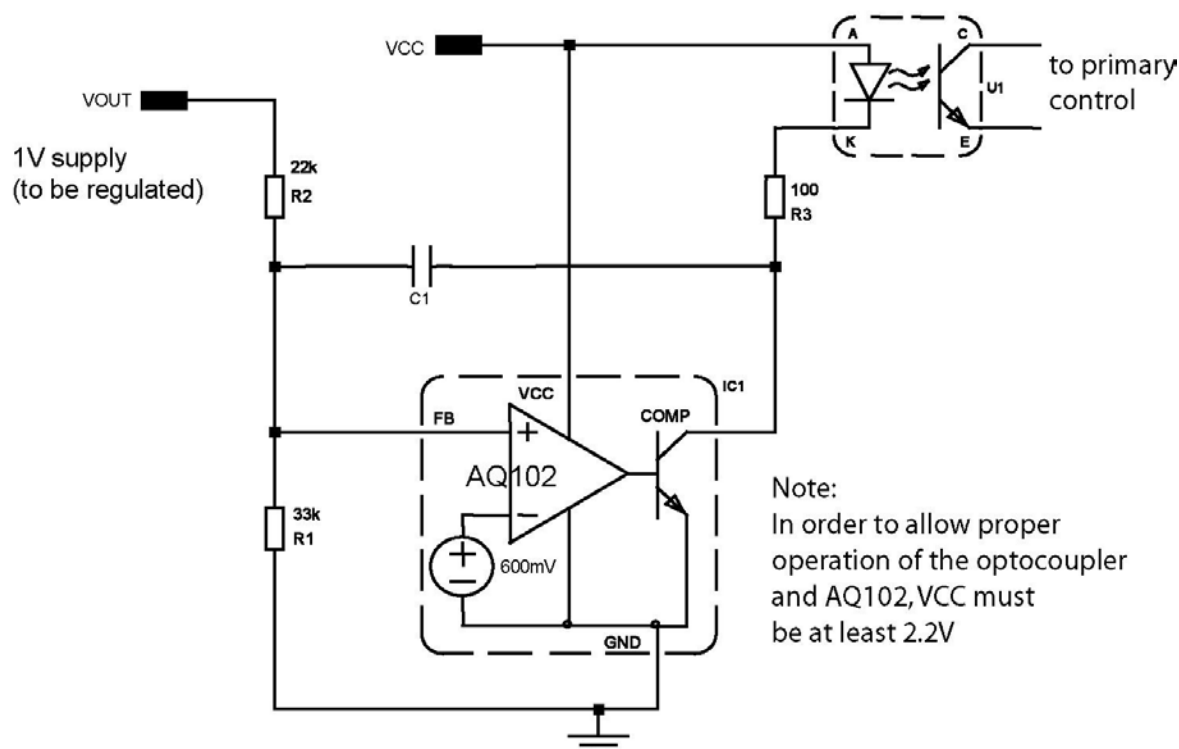 VCC
A
C
to primary
control
U1
VOUT
K
E
1V supply
(to be regulated)
22k
R2
100
R3
C1
VCC
IC1
FB
COMP
+
AQ102
33k
R1
−
+
−
600mV
GND
Note:
In order to allow proper
operation of the optocoupler
and AQ102, VCC must
be at least 2.2V